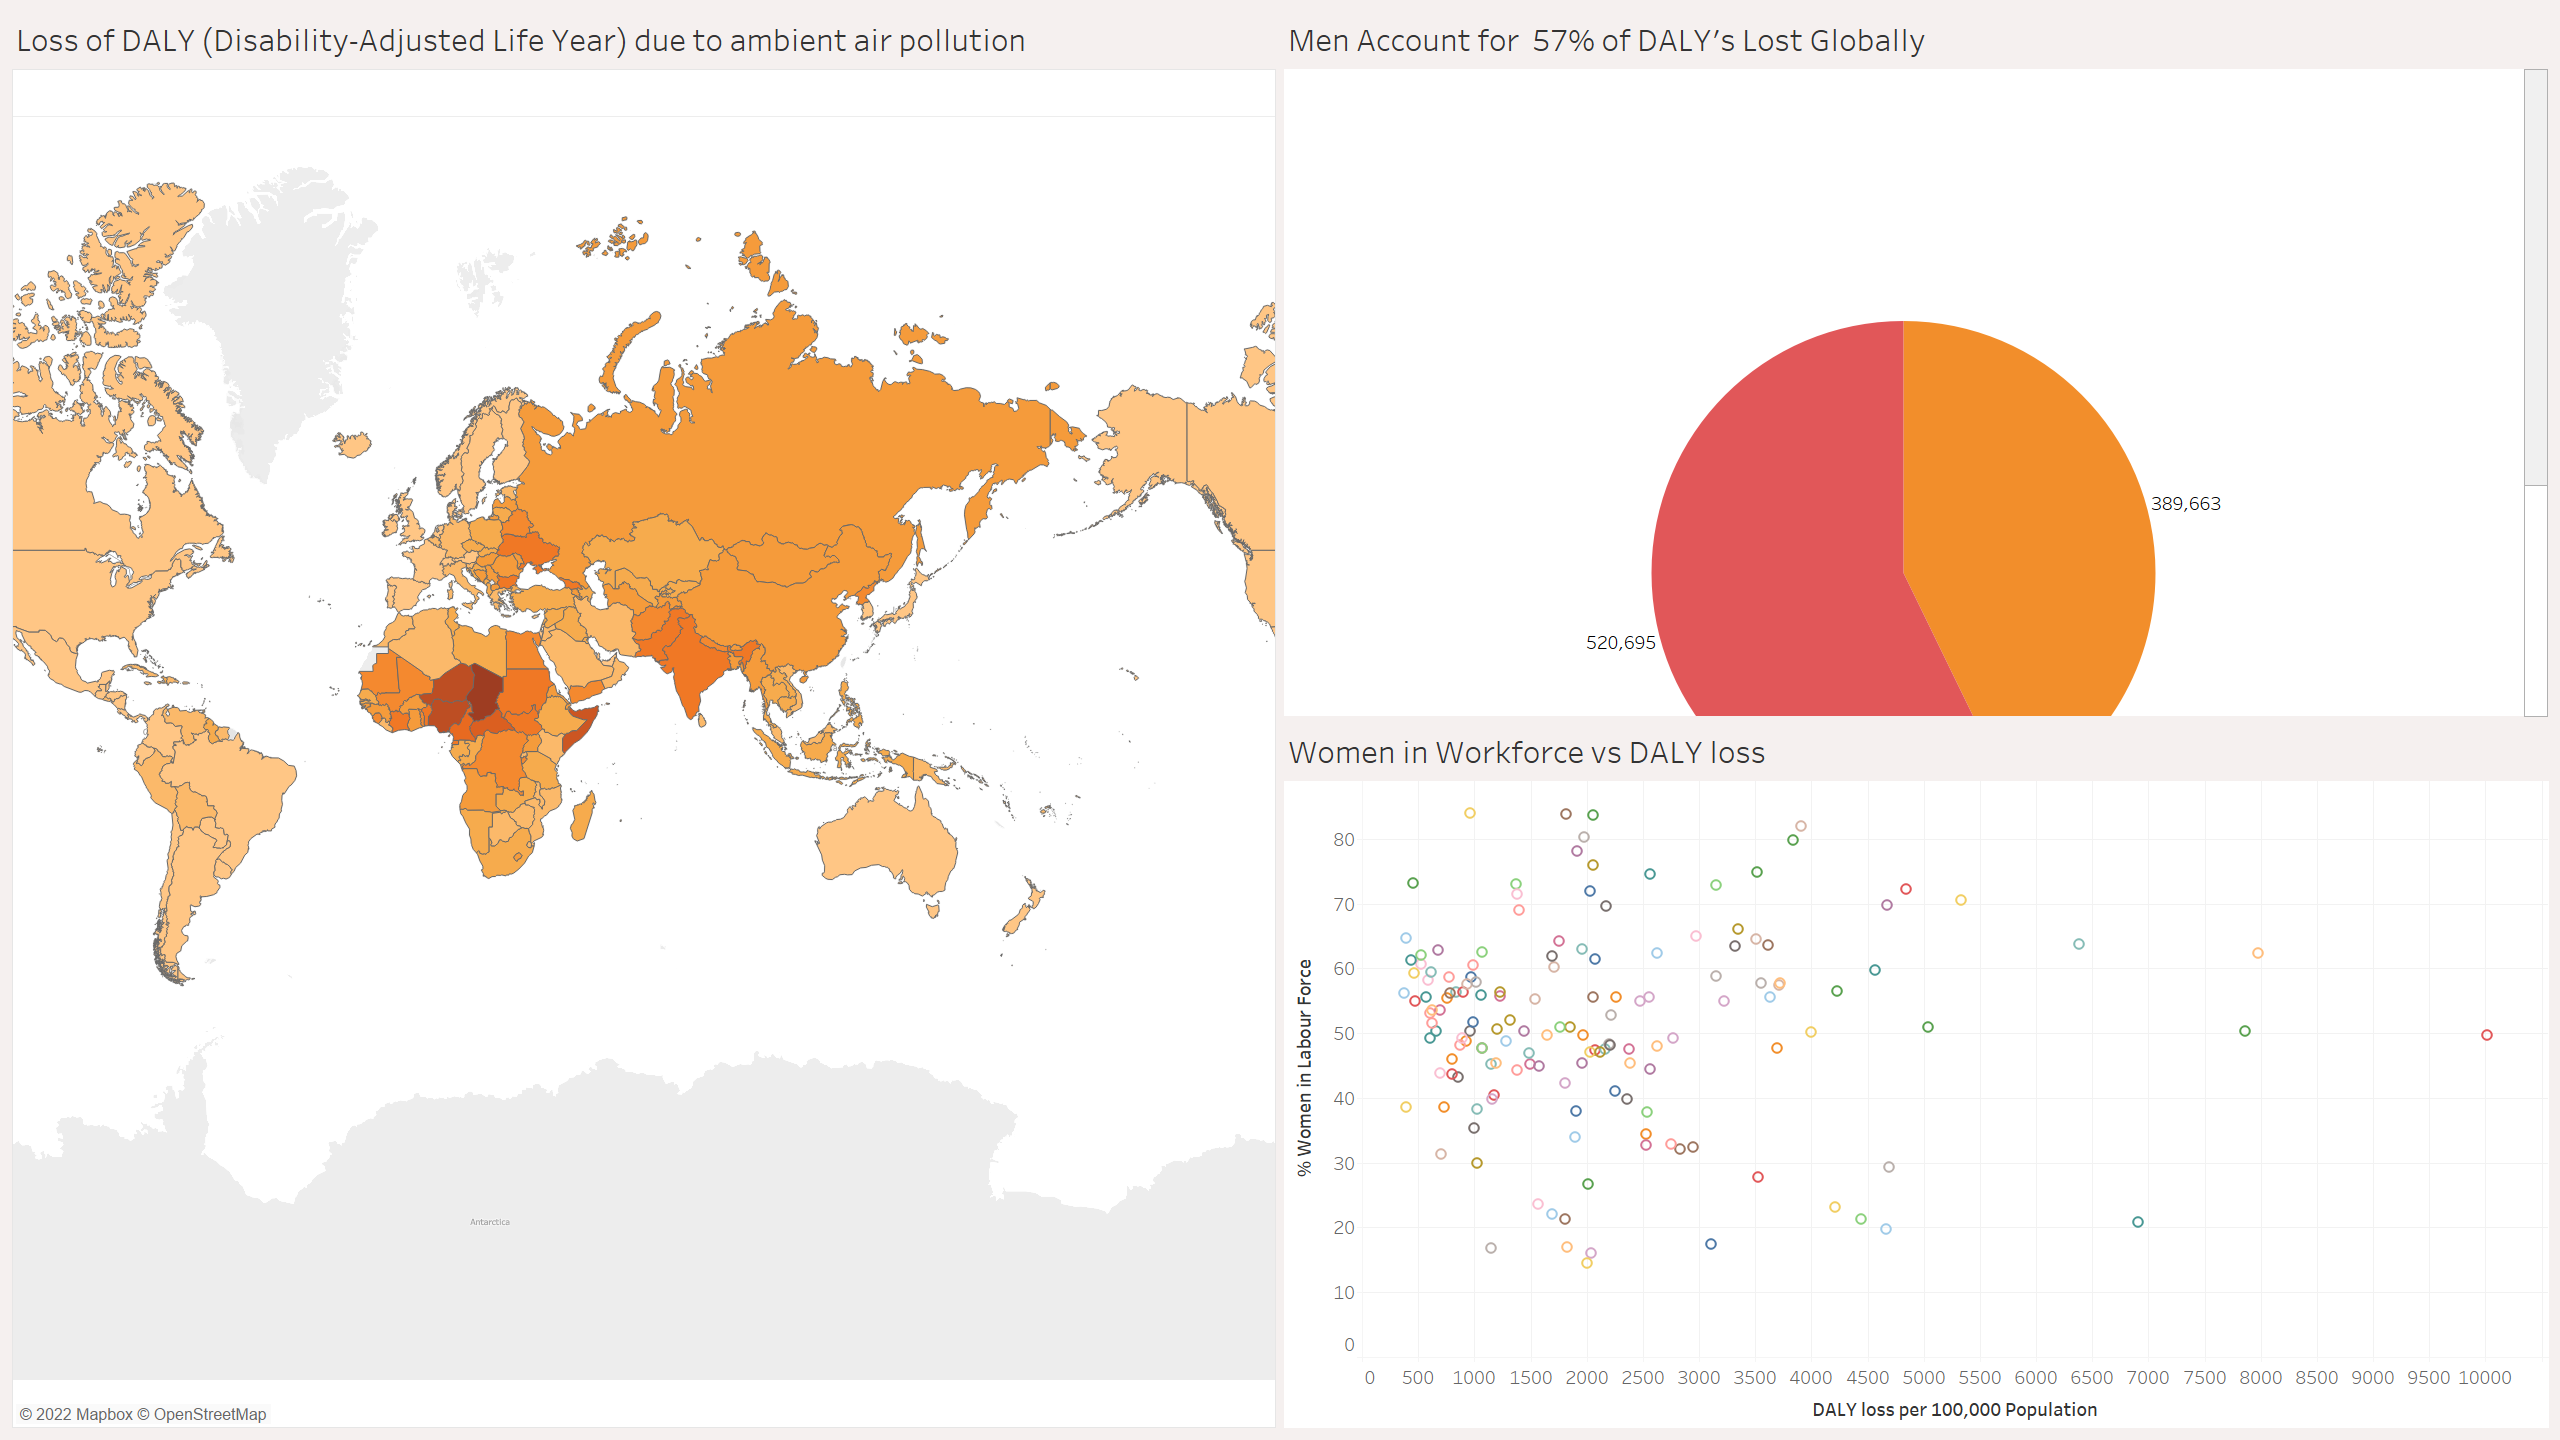 Loss of DALY (Disability-Adjusted Life Year) due to ambient air pollution
Antarctica
© 2022 Mapbox © OpenStreetMap
Men Account for 57% of DALY's Lost Globally
389,663
520,695
Women in Workforce vs DALY loss
% Women in Labour Force
80
70
60
50
40
30
20
10
0
0 500 1000 1500 2000 2500 3000 3500 4000 4500 5000 5500 6000 6500 7000 7500 8000 8500 9000 9500 10000
DALY loss per 100,000 Population